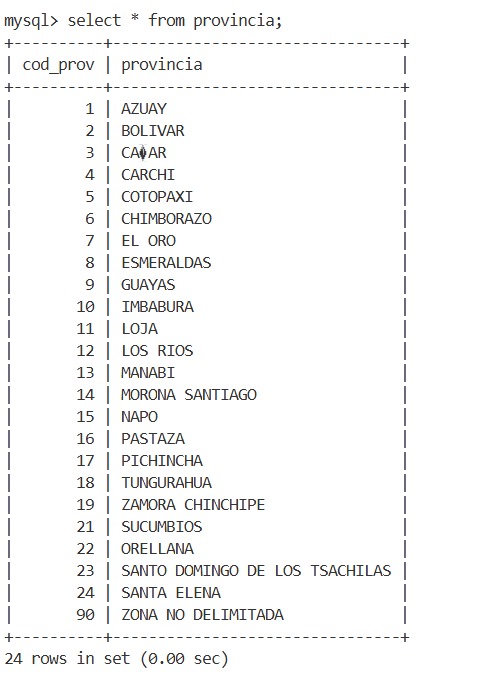 mysql> select * from provincia;
+----------+--------------------------------+
| cod_prov | provincia                      |
+----------+--------------------------------+
|        1 | AZUAY                          |
|        2 | BOLIVAR                        |
|        3 | CA�AR                          |
|        4 | CARCHI                         |
|        5 | COTOPAXI                       |
|        6 | CHIMBORAZO                     |
|        7 | EL ORO                         |
|        8 | ESMERALDAS                     |
|        9 | GUAYAS                         |
|       10 | IMBABURA                       |
|       11 | LOJA                           |
|       12 | LOS RIOS                       |
|       13 | MANABI                         |
|       14 | MORONA SANTIAGO                |
|       15 | NAPO                           |
|       16 | PASTAZA                        |
|       17 | PICHINCHA                      |
|       18 | TUNGURAHUA                     |
|       19 | ZAMORA CHINCHIPE               |
|       21 | SUCUMBIOS                      |
|       22 | ORELLANA                       |
|       23 | SANTO DOMINGO DE LOS TSACHILAS |
|       24 | SANTA ELENA                    |
|       90 | ZONA NO DELIMITADA             |
+----------+--------------------------------+
24 rows in set (0.00 sec)